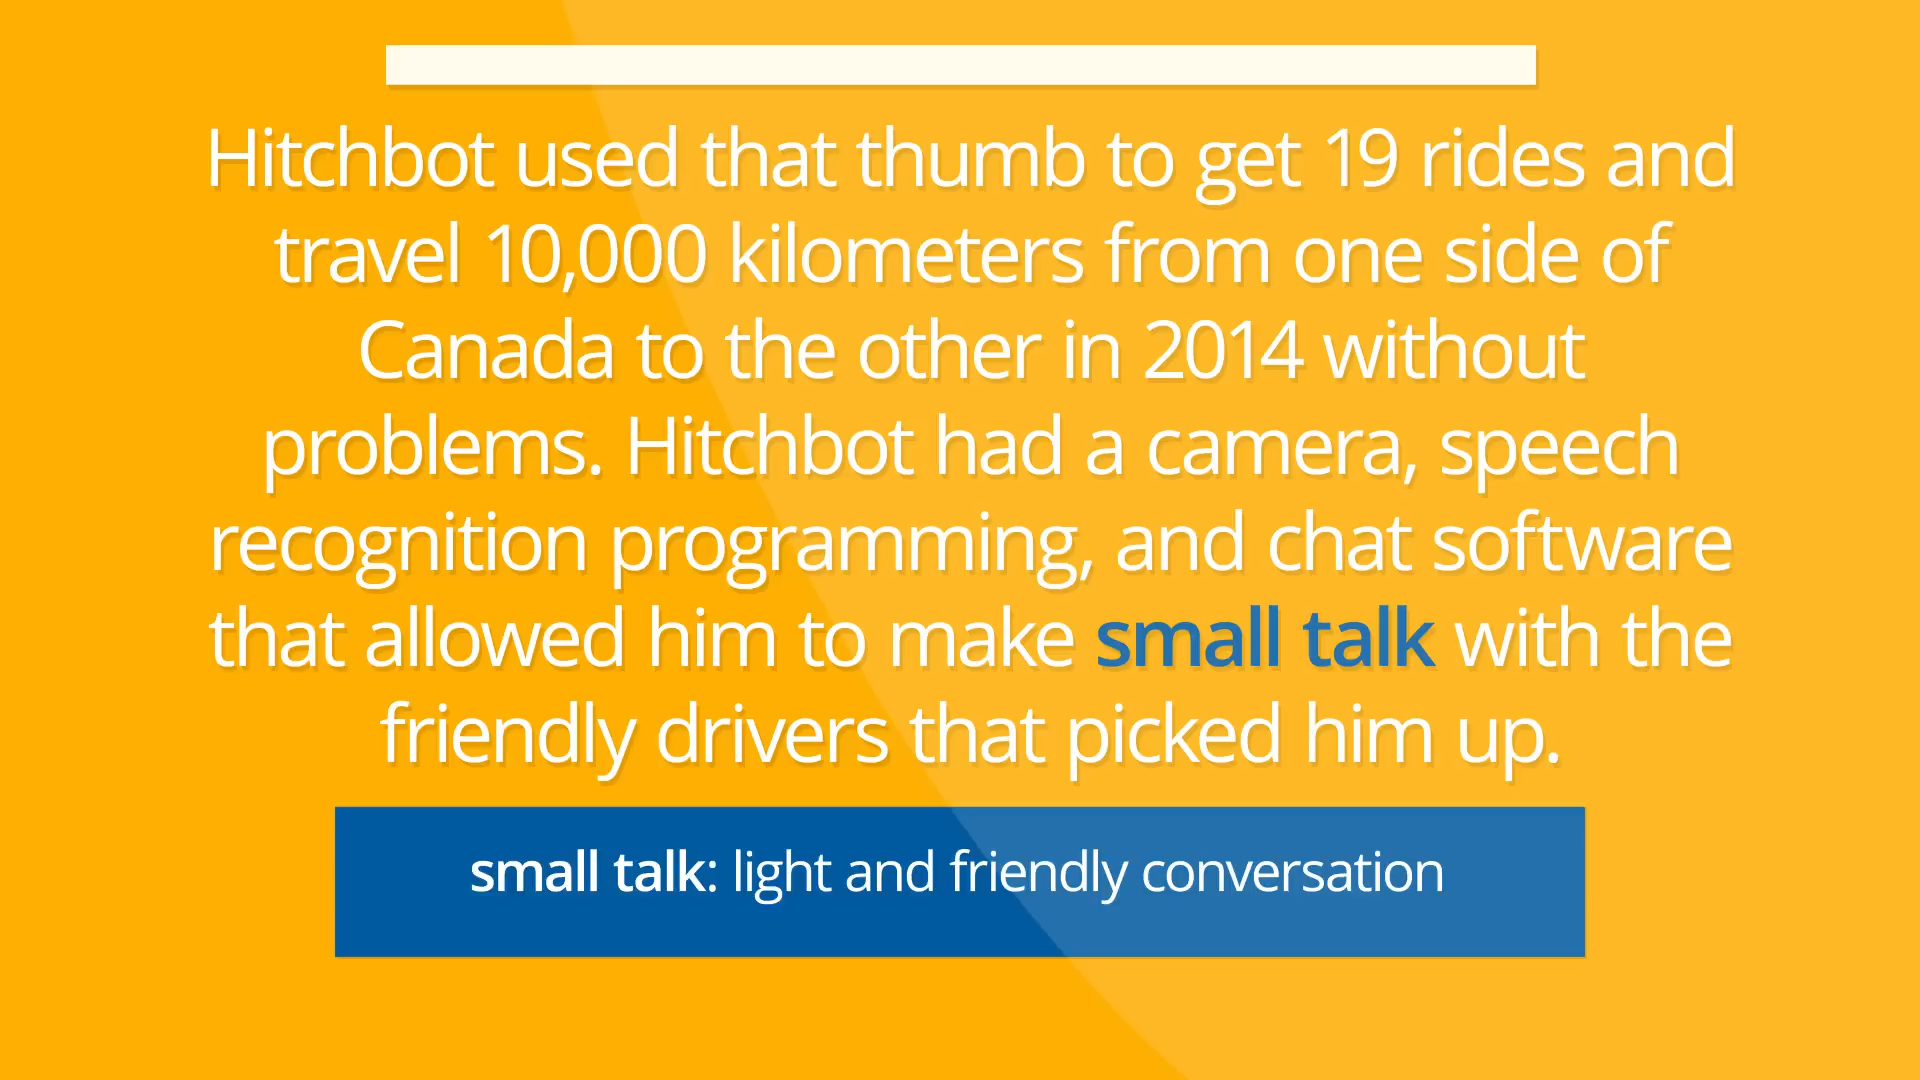 Hitchbot used that thumb to get 19 rides and
travel 10,000 kilometers from one side of
Canada to the other in 2014 without
problems. Hitchbot had a camera, speech
recognition programming, and chat software
that allowed him to make small talk with the
friendly drivers that picked him up.
small talk: light and friendly conversation